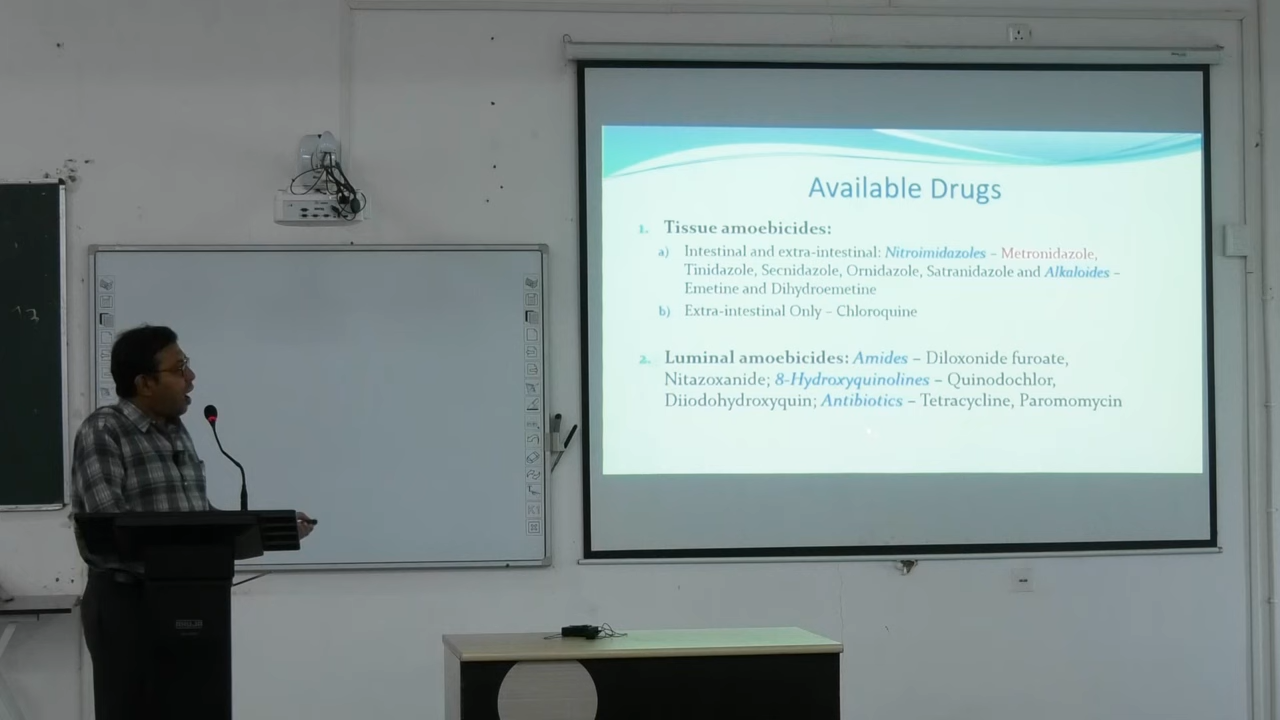 Available Drugs
1. Tissue amoebicides:
a) Intestinal and extra-intestinal: Nitroimidazoles – Metronidazole,
Tinidazole, Secnidazole, Ornidazole, Satranidazole and Alkaloides –
Emetine and Dihydroemetine
b) Extra-intestinal Only – Chloroquine
2. Luminal amoebicides: Amides – Diloxonide furoate,
Nitazoxanide; 8-Hydroxyquinolines – Quinodochlor,
Diiodohydroxyquin; Antibiotics – Tetracycline, Paromomycin